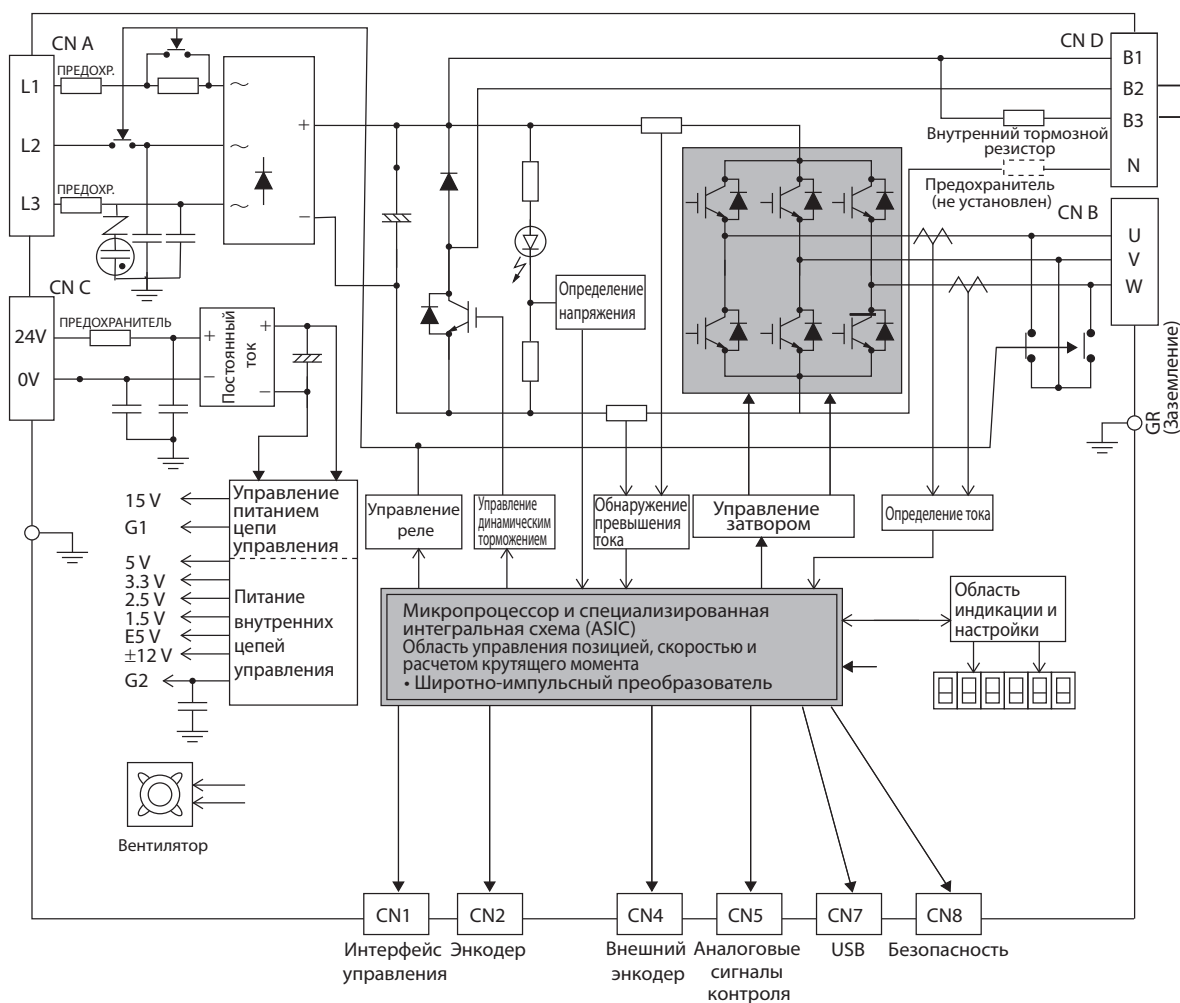 CN A
L1
ПРЕДОХР.
L2
L3
ПРЕДОХР.
+
−
CN D
B1
B2
B3
Внутренний тормозной
резистор
N
Предохранитель
(не установлен)
CN B
U
V
W
GR
(Заземление)
CN C
24V
ПРЕДОХРАНИТЕЛЬ
0V
+
−
Постоянный
ток
+
−
Определение
напряжения
15 V
G1
5 V
3.3 V
2.5 V
1.5 V
E5 V
±12 V
G2
Управление
питанием
цепи
управления
Питание
внутренних
цепей
управления
Управление
реле
Управление
динамическим
торможением
Обнаружение
превышения
тока
Управление
затвором
Определение тока
Микропроцессор и специализированная
интегральная схема (ASIC)
Область управления позицией, скоростью и
расчетом крутящего момента
• Широтно-импульсный преобразователь
Область
индикации и
настройки
Вентилятор
CN1
Интерфейс
управления
CN2
Энкодер
CN4
Внешний
энкодер
CN5
Аналоговые
сигналы
контроля
CN7
USB
CN8
Безопасность